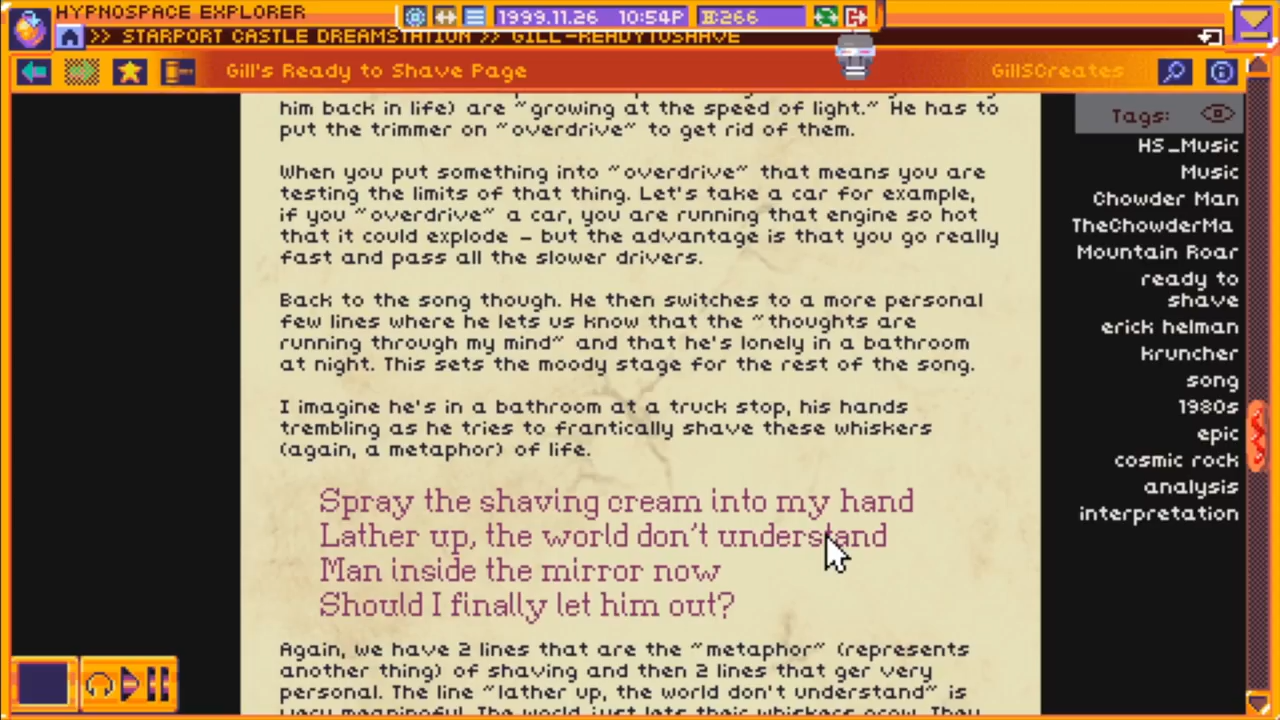 HYPNOSPACE EXPLORER
1999.11.26 10:54P
266
>> STARPORT CASTLE DREAMSTATION >> GILL-READYTOSHAVE
Gill's Ready to Shave Page
GillSCreates
him back in life) are "growing at the speed of light." He has to
put the trimmer on "overdrive" to get rid of them.
When you put something into "overdrive" that means you are
testing the limits of that thing. Let's take a car for example,
if you "overdrive" a car, you are running that engine so hot
that it could explode - but the advantage is that you go really
fast and pass all the slower drivers.
Back to the song though. He then switches to a more personal
few lines where he lets us know that the "thoughts are
running through my mind" and that he's lonely in a bathroom
at night. This sets the moody stage for the rest of the song.
I imagine he's in a bathroom at a truck stop, his hands
trembling as he tries to frantically shave these whiskers
(again, a metaphor) of life.
Spray the shaving cream into my hand
Lather up, the world don't understand
Man inside the mirror now
Should I finally let him out?
Again, we have 2 lines that are the "metaphor" (represents
another thing) of shaving and then 2 lines that ger very
personal. The line "lather up, the world don't understand" is
very meaningful. The world just lets their whiskers grow. They
Tags:
HS_Music
Music
Chowder Man
TheChowderMa
Mountain Roar
ready to
shave
erick helman
kruncher
song
1980s
epic
cosmic rock
analysis
interpretation